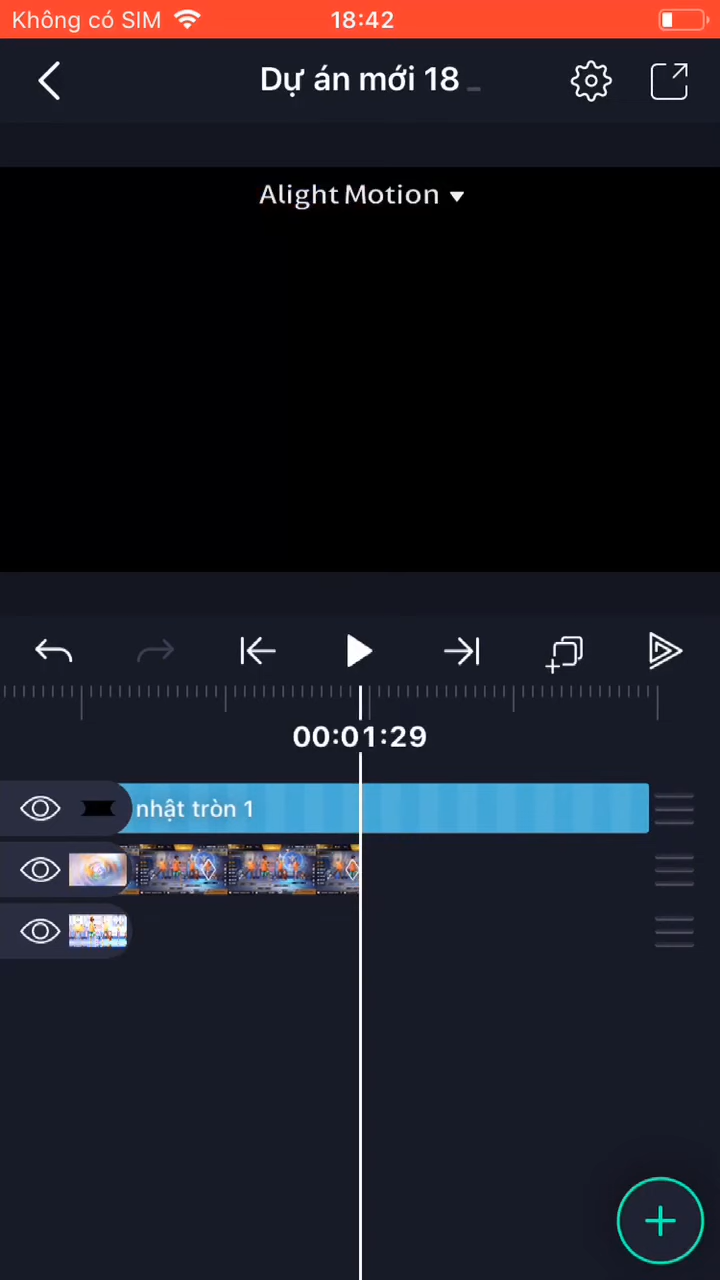 Không có SIM
18:42
Dự án mới 18
Alight Motion
00:01:29
nhật tròn 1